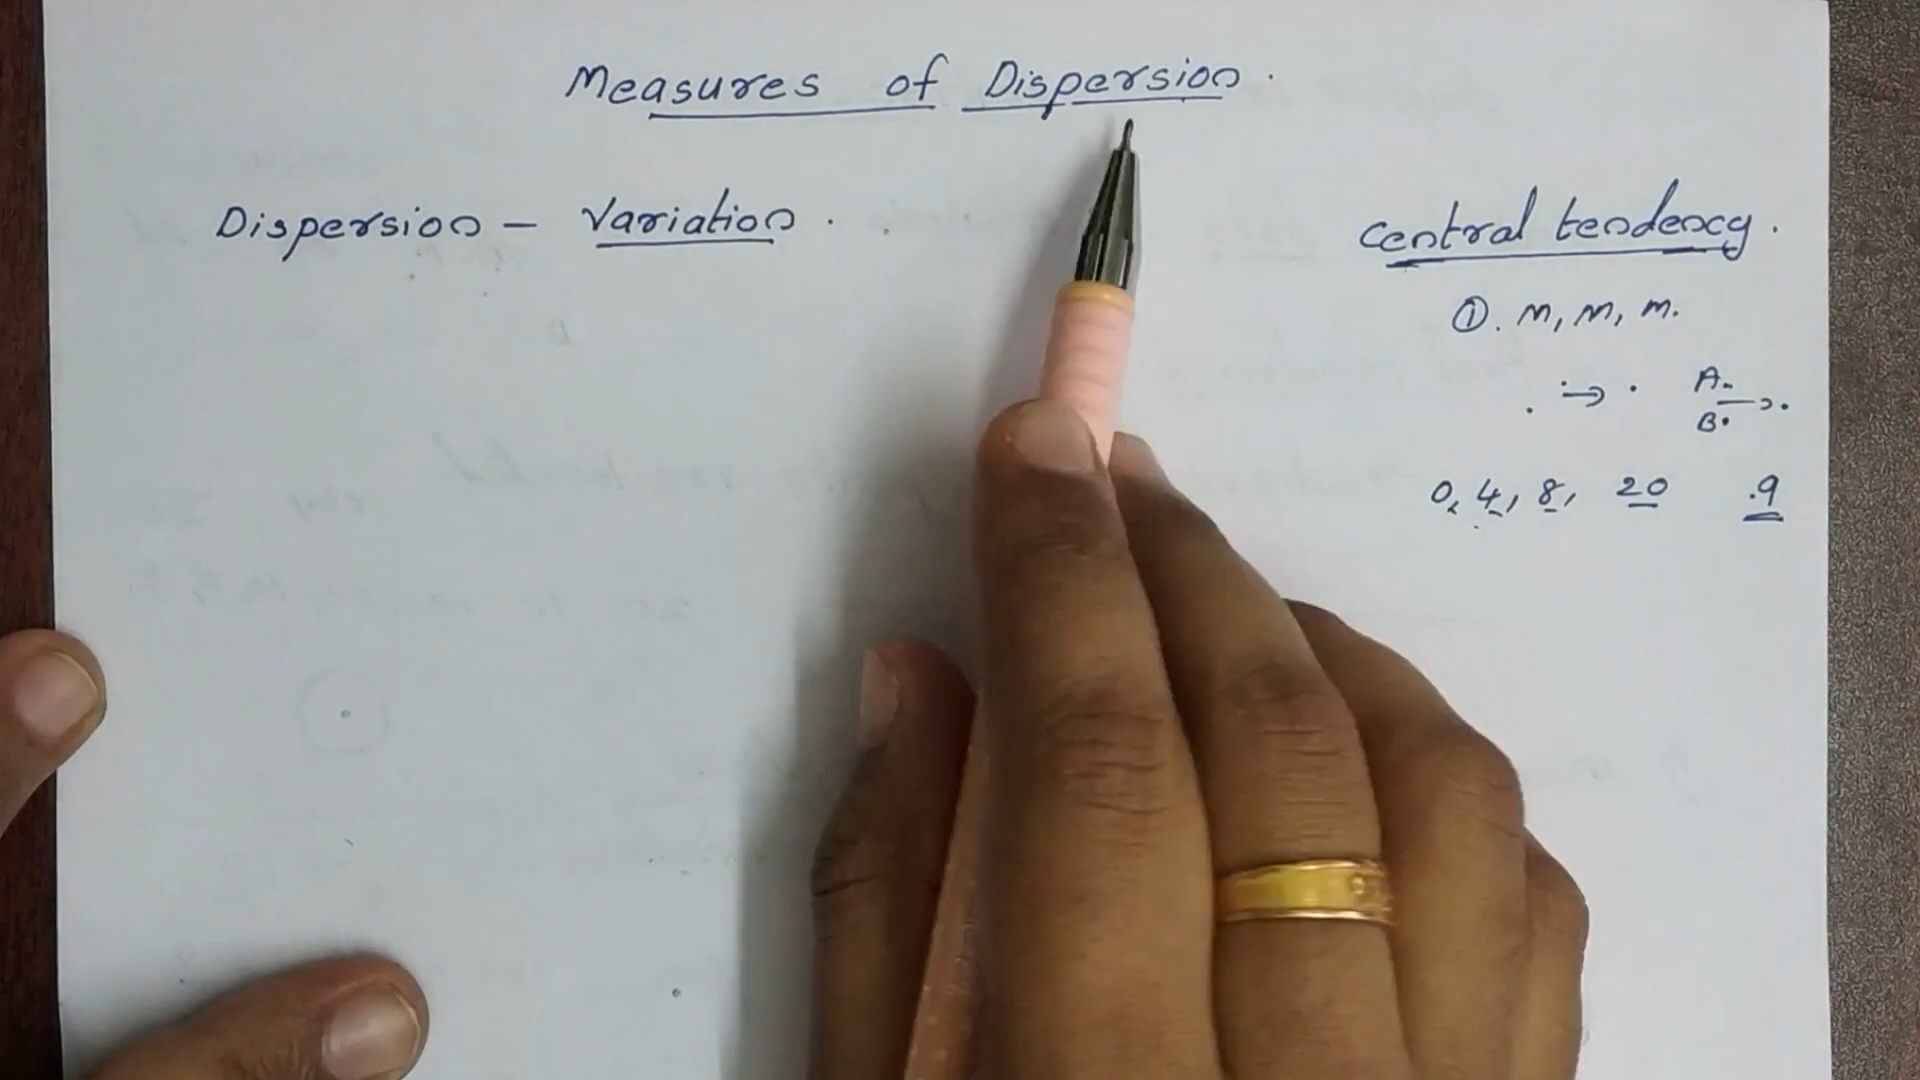 Measures of Dispersion.
Dispersion - Variation.
Central tendency.
①. m, m, m.
. → . A. → .
B.
0, 4, 8, 20 .9